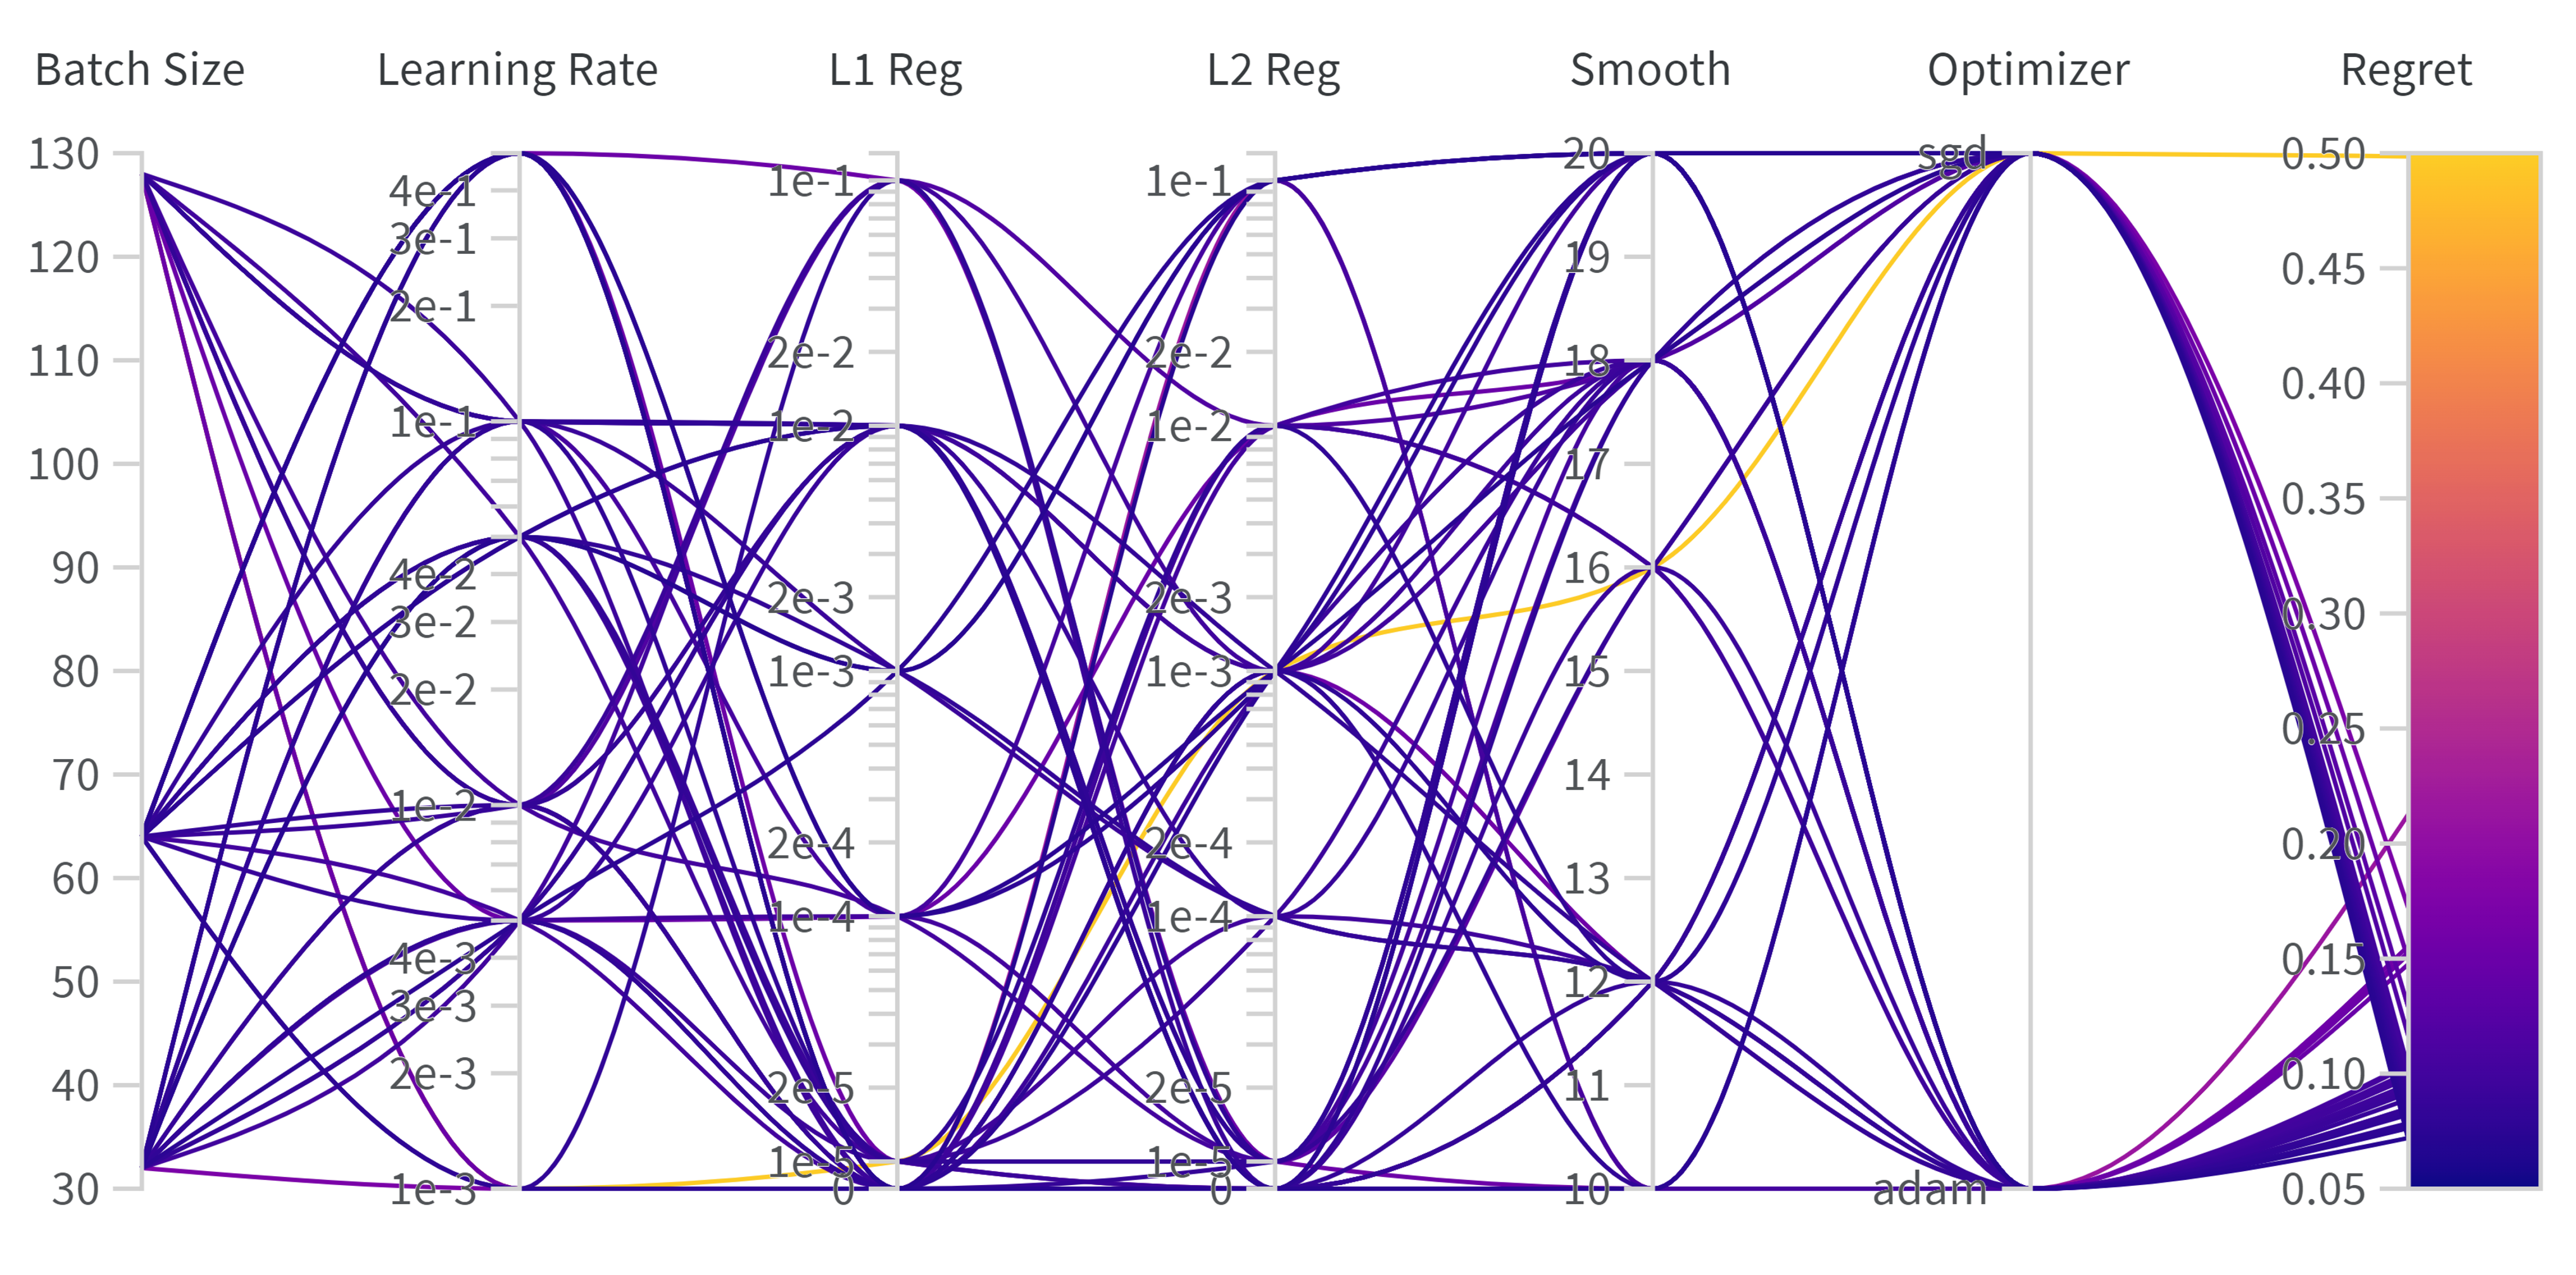 Batch Size Learning Rate L1 Reg L2 Reg Smooth Optimizer Regret
130
120
110
100
90
80
70
60
50
40
30
4e-1
3e-1
2e-1
1e-1
4e-2
3e-2
2e-2
1e-2
4e-3
3e-3
2e-3
1e-3
1e-1
2e-2
1e-2
2e-3
1e-3
2e-4
1e-4
2e-5
1e-5
0
1e-1
2e-2
1e-2
2e-3
1e-3
2e-4
1e-4
2e-5
1e-5
0
20
19
18
17
16
15
14
13
12
11
10
sgd
adam
0.50
0.45
0.40
0.35
0.30
0.25
0.20
0.15
0.10
0.05